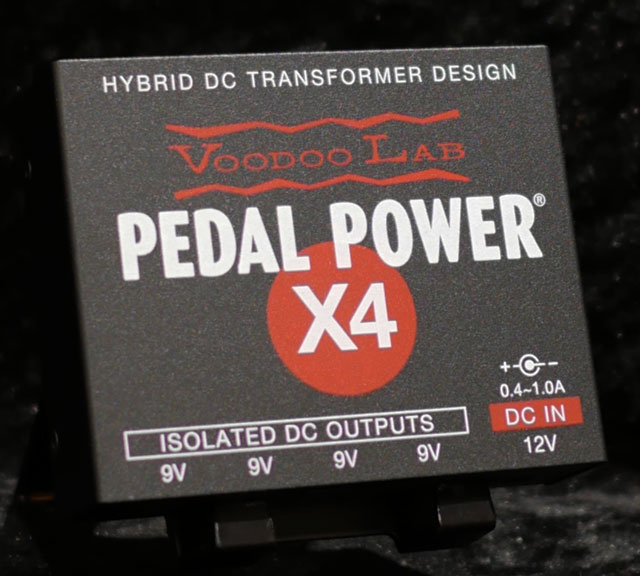 HYBRID DC TRANSFORMER DESIGN
VOODOO LAB
PEDAL POWER®
X4
+ -
0.4~1.0A
DC IN
12V
ISOLATED DC OUTPUTS
9V 9V 9V 9V